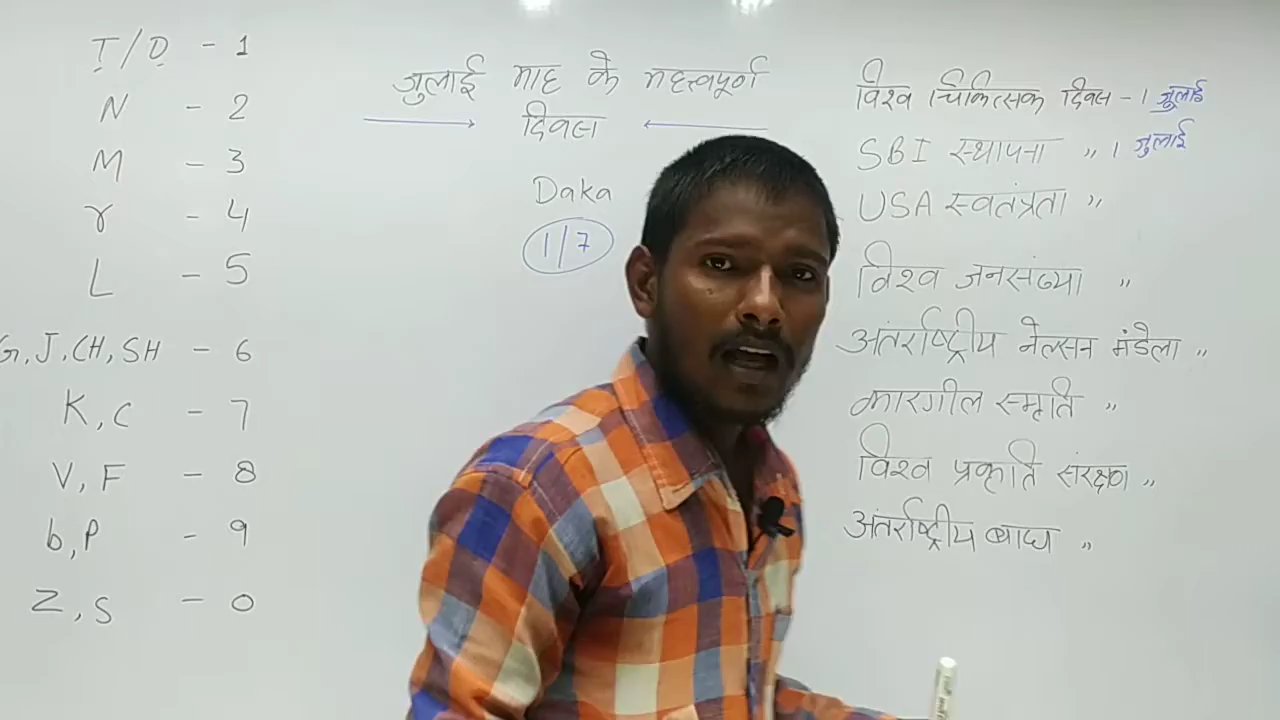 T/D - 1
N - 2
M - 3
r - 4
L - 5
G, J, CH, SH - 6
K, C - 7
V, F - 8
b, P - 9
Z, S - 0
जुलाई माह के महत्त्वपूर्ण
दिवस
Daka
1/7
विश्व चिकित्सक दिवस - 1 जुलाई
SBI स्थापना " 1 जुलाई
USA स्वतंत्रता "
विश्व जनसंख्या "
अंतर्राष्ट्रीय नेल्सन मंडेला "
कारगील स्मृति "
विश्व प्रकृति संरक्षण "
अंतर्राष्ट्रीय बाघ "